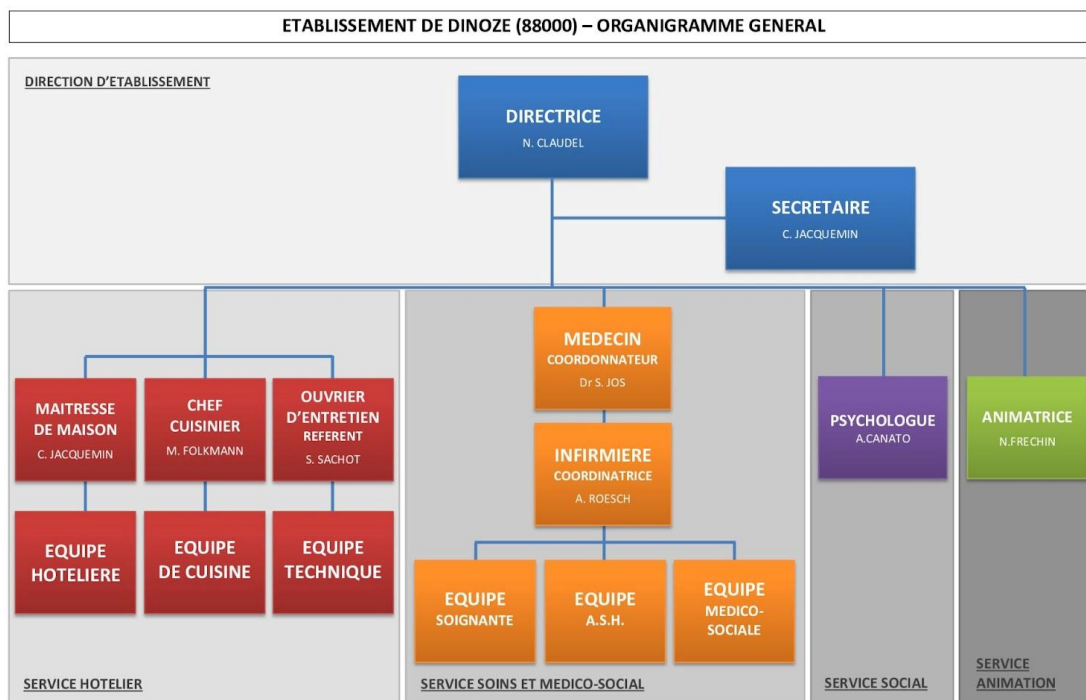 ETABLISSEMENT DE DINOZE (88000) – ORGANIGRAMME GENERAL
DIRECTION D'ETABLISSEMENT
DIRECTRICE
N. CLAUDEL
SECRETAIRE
C. JACQUEMIN
MAITRESSE
DE MAISON
C. JACQUEMIN
CHEF
CUISINIER
M. FOLKMANN
OUVRIER
D'ENTRETIEN
REFERENT
S. SACHOT
EQUIPE
HOTELIERE
EQUIPE
DE CUISINE
EQUIPE
TECHNIQUE
SERVICE HOTELIER
MEDECIN
COORDONNATEUR
Dr S. JOS
INFIRMIERE
COORDINATRICE
A. ROESCH
EQUIPE
SOIGNANTE
EQUIPE
A.S.H.
EQUIPE
MEDICO-
SOCIALE
SERVICE SOINS ET MEDICO-SOCIAL
PSYCHOLOGUE
A.CANATO
SERVICE SOCIAL
ANIMATRICE
N.FRECHIN
SERVICE
ANIMATION